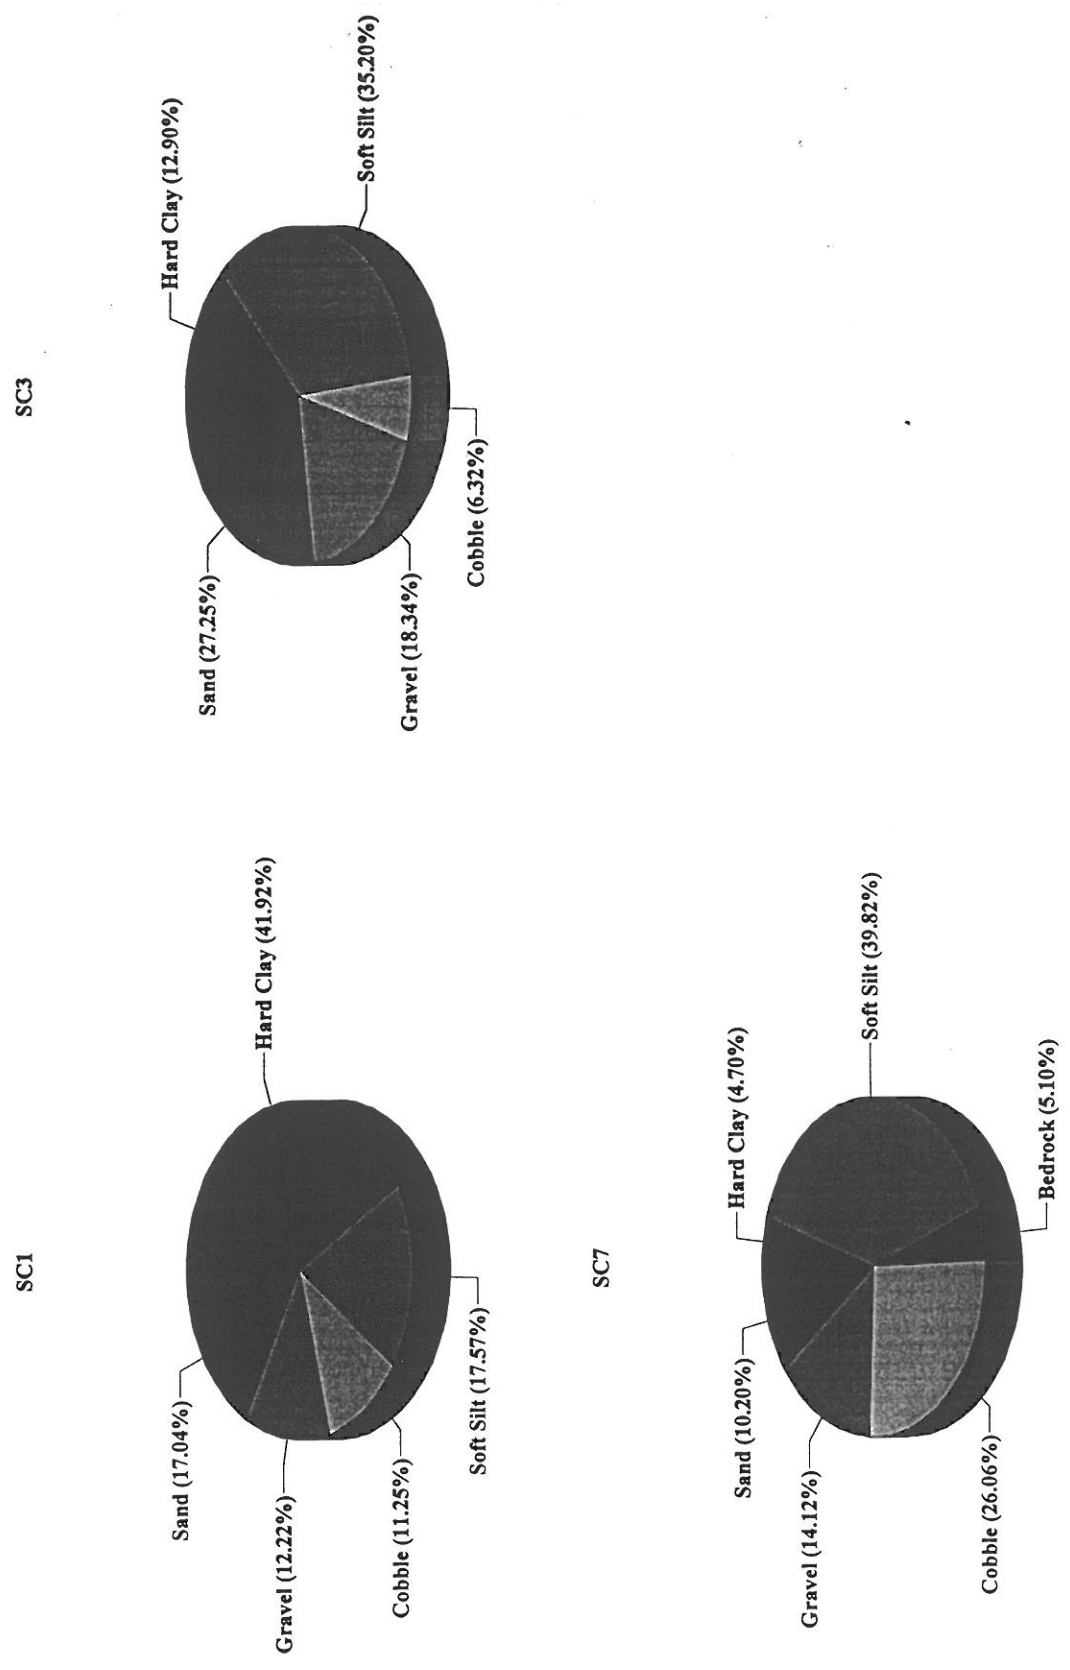 SC1
Hard Clay (41.92%)
Sand (17.04%)
Gravel (12.22%)
Cobble (11.25%)
Soft Silt (17.57%)
SC3
Hard Clay (12.90%)
Soft Silt (35.20%)
Sand (27.25%)
Gravel (18.34%)
Cobble (6.32%)
SC7
Hard Clay (4.70%)
Soft Silt (39.82%)
Sand (10.20%)
Gravel (14.12%)
Cobble (26.06%)
Bedrock (5.10%)